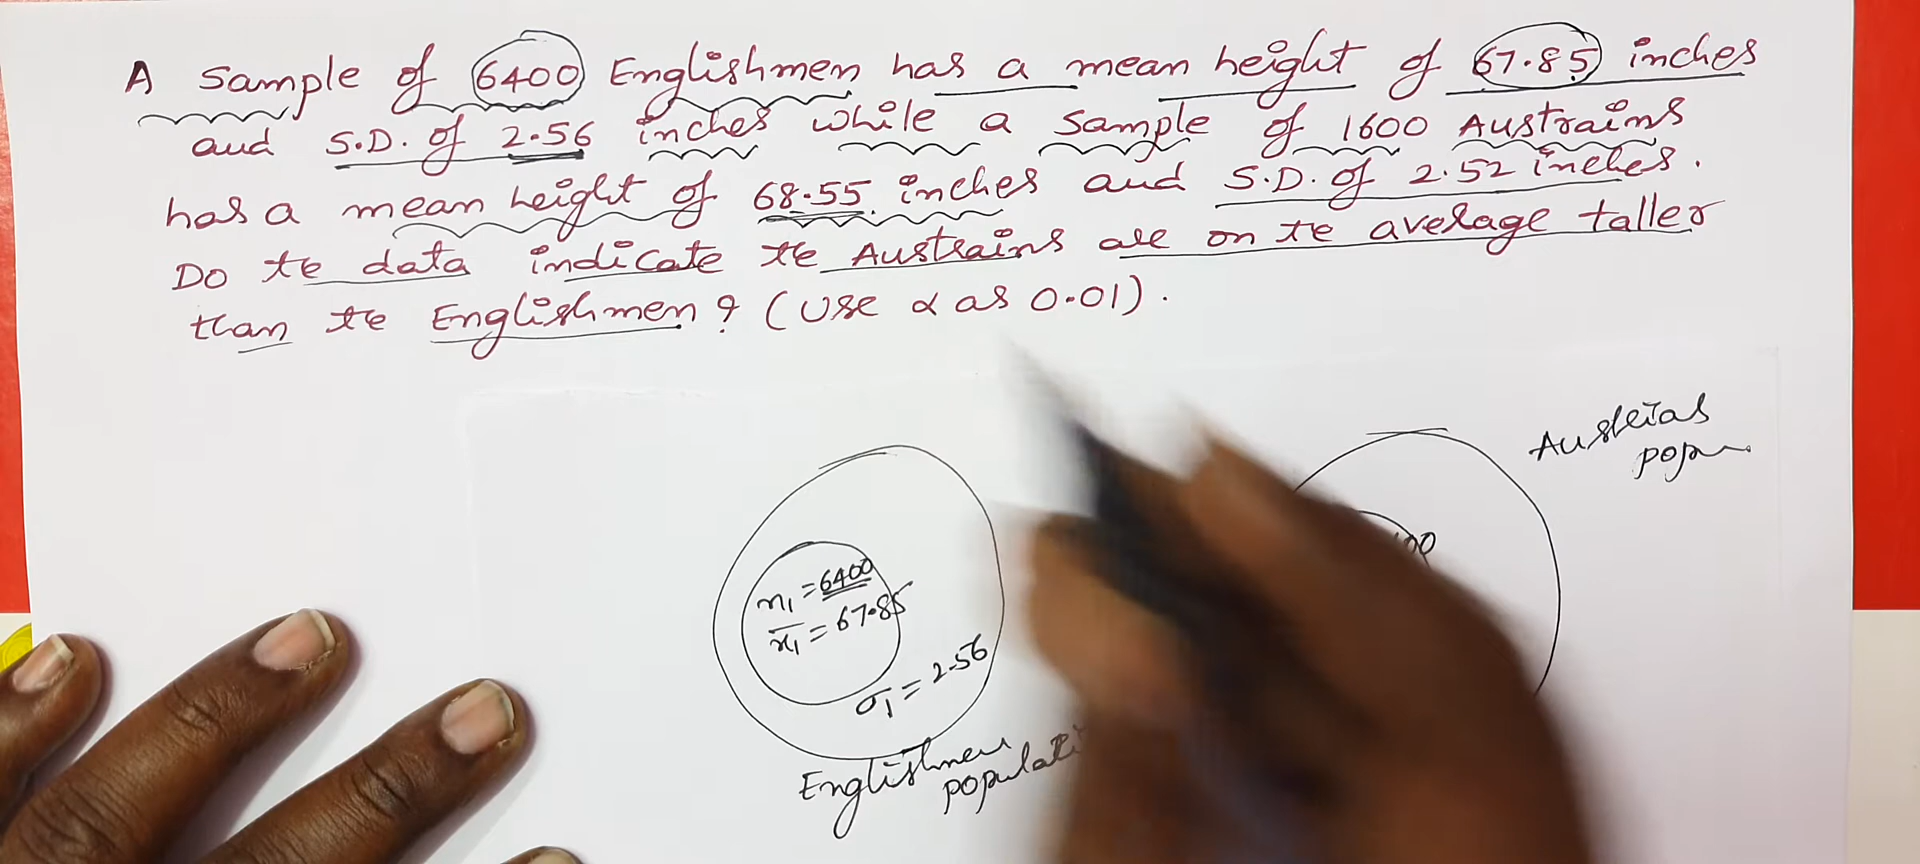 A sample of 6400 Englishmen has a mean height of 67.85 inches
and S.D. of 2.56 inches while a sample of 1600 Austrains
has a mean height of 68.55 inches and S.D. of 2.52 inches.
Do te data indicate te Austrains are on te average taller
than te Englishmen? (Use α as 0.01).
Austrias
popn
n₁ = 6400
x̄₁ = 67.85
σ₁ = 2.56
Englishmen